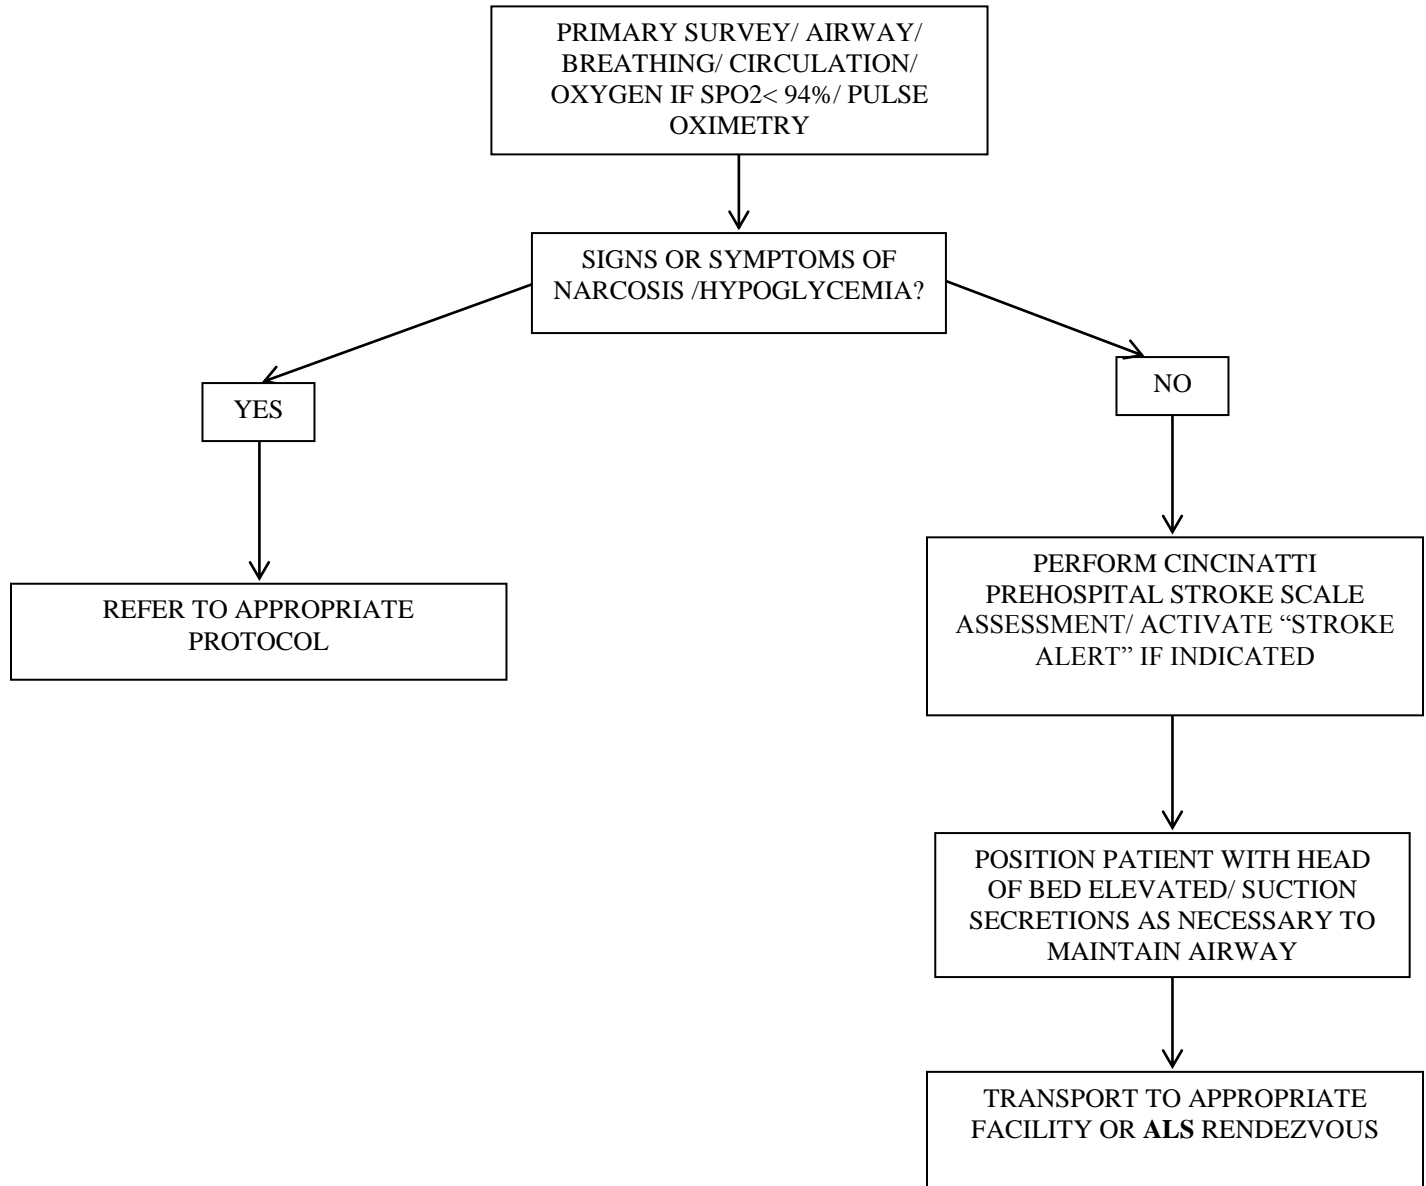 PRIMARY SURVEY/ AIRWAY/
BREATHING/ CIRCULATION/
OXYGEN IF SPO2< 94%/ PULSE
OXIMETRY
SIGNS OR SYMPTOMS OF
NARCOSIS /HYPOGLYCEMIA?
YES
NO
REFER TO APPROPRIATE
PROTOCOL
PERFORM CINCINATTI
PREHOSPITAL STROKE SCALE
ASSESSMENT/ ACTIVATE “STROKE
ALERT” IF INDICATED
POSITION PATIENT WITH HEAD
OF BED ELEVATED/ SUCTION
SECRETIONS AS NECESSARY TO
MAINTAIN AIRWAY
TRANSPORT TO APPROPRIATE
FACILITY OR ALS RENDEZVOUS